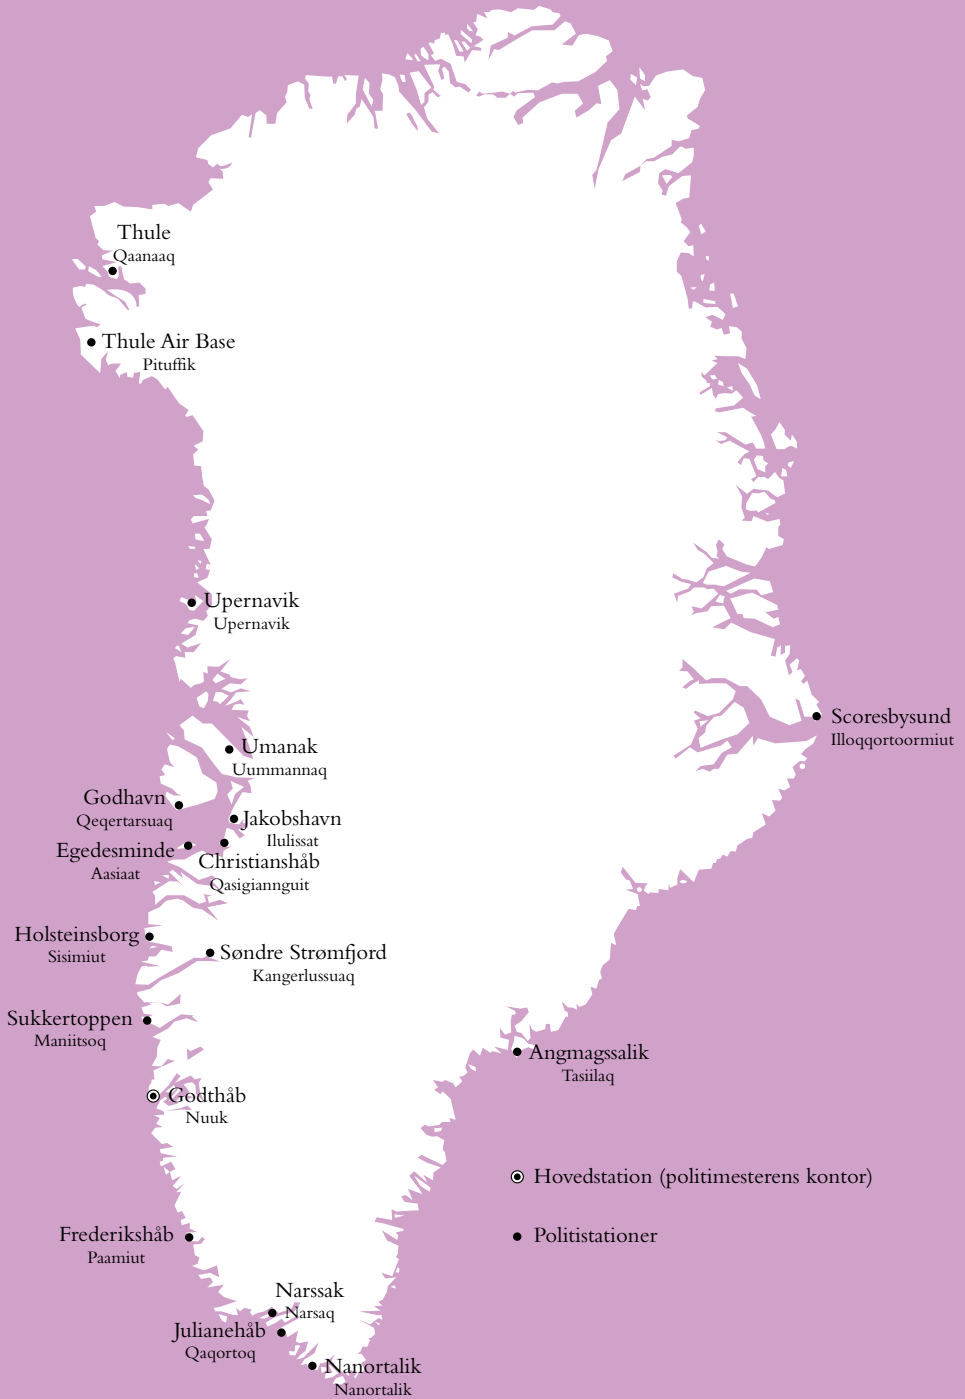 Thule
Qaanaaq
Thule Air Base
Pituffik
Upernavik
Upernavik
Scoresbysund
Illoqqortoormiut
Umanak
Uummannaq
Godhavn
Qeqertarsuaq
Jakobshavn
Ilulissat
Egedesminde
Aasiaat
Christianshåb
Qasigiannguit
Holsteinsborg
Sisimiut
Søndre Strømfjord
Kangerlussuaq
Sukkertoppen
Maniitsoq
Angmagssalik
Tasiilaq
Godthåb
Nuuk
Hovedstation (politimesterens kontor)
Politistationer
Frederikshåb
Paamiut
Narssak
Narsaq
Julianehåb
Qaqortoq
Nanortalik
Nanortalik